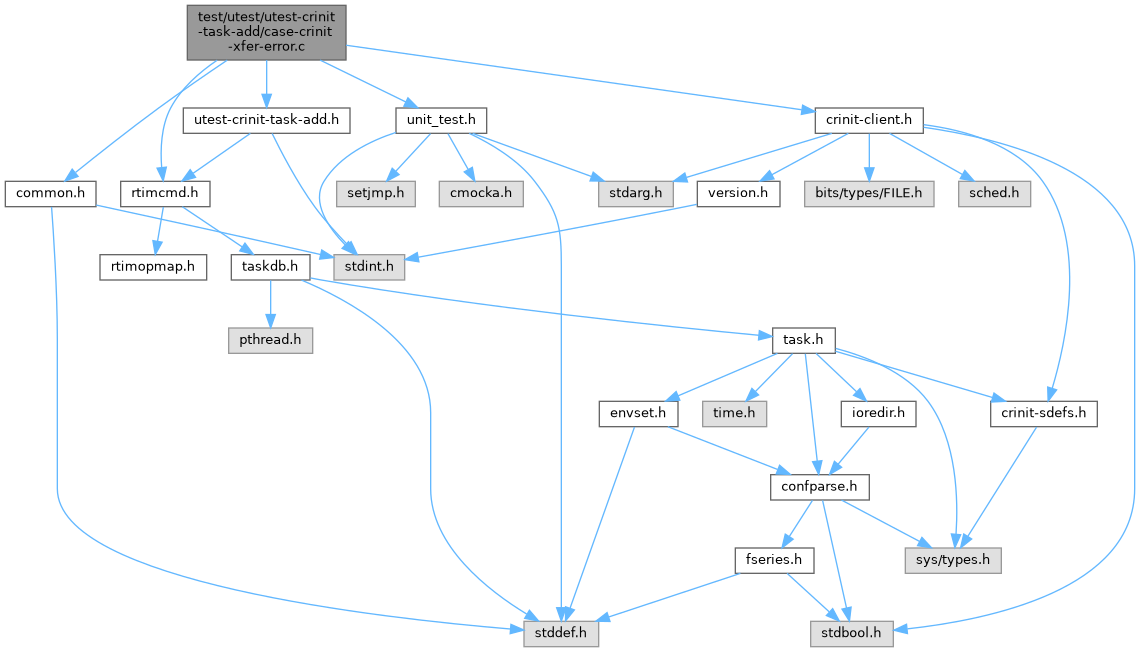 test/utest/utest-crinit
-task-add/case-crinit
-xfer-error.c
utest-crinit-task-add.h
unit_test.h
crinit-client.h
common.h
rtimcmd.h
setjmp.h
cmocka.h
stdarg.h
version.h
bits/types/FILE.h
sched.h
rtimopmap.h
taskdb.h
stdint.h
pthread.h
task.h
envset.h
time.h
ioredir.h
crinit-sdefs.h
confparse.h
fseries.h
sys/types.h
stddef.h
stdbool.h